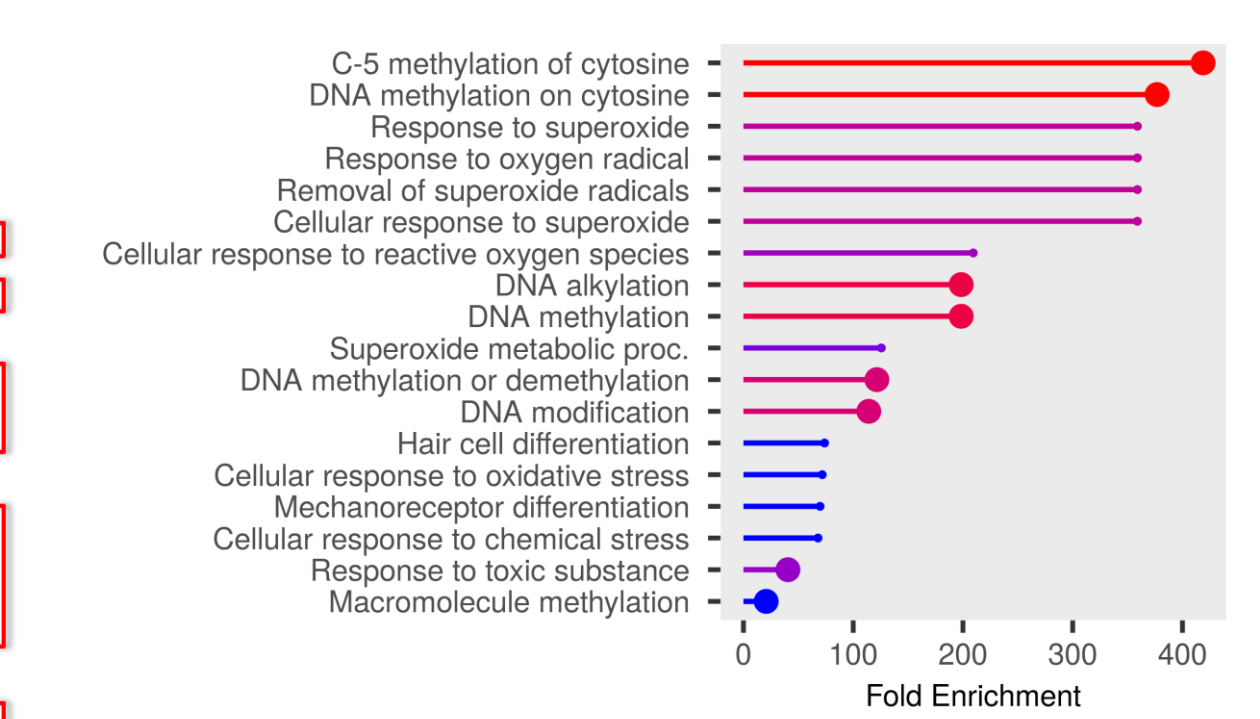 C-5 methylation of cytosine
DNA methylation on cytosine
Response to superoxide
Response to oxygen radical
Removal of superoxide radicals
Cellular response to superoxide
Cellular response to reactive oxygen species
DNA alkylation
DNA methylation
Superoxide metabolic proc.
DNA methylation or demethylation
DNA modification
Hair cell differentiation
Cellular response to oxidative stress
Mechanoreceptor differentiation
Cellular response to chemical stress
Response to toxic substance
Macromolecule methylation
0 100 200 300 400
Fold Enrichment